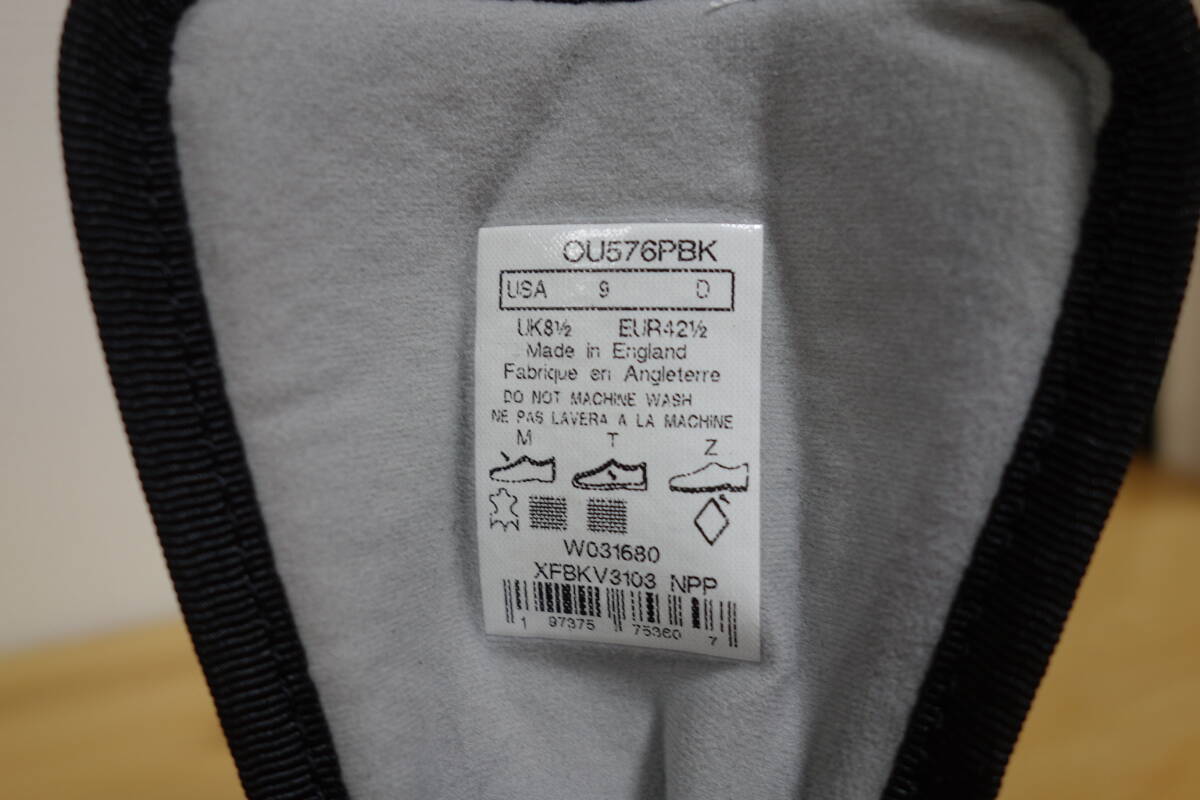 OU576PBK
USA 9 D
UK8½ EUR42½
Made in England
Fabrique en Angleterre
DO NOT MACHINE WASH
NE PAS LAVERA A LA MACHINE
M T Z
W031680
XFBKV3103 NPP
1 97375 75360 7